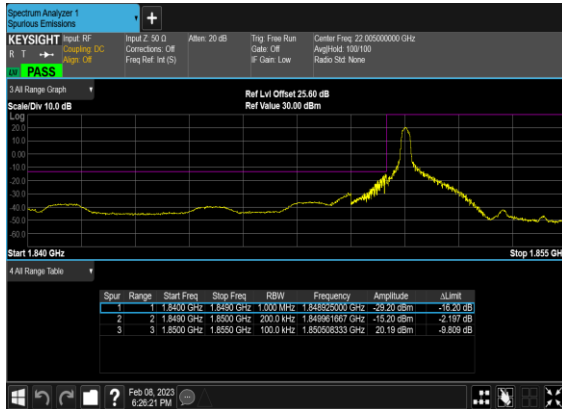 Spectrum Analyzer 1
Spurious Emissions
+
KEYSIGHT Input: RF Input Z: 50 Ω Atten: 20 dB Trig: Free Run Center Freq: 22.005000000 GHz
R T Coupling: DC Corrections: Off Gate: Off Avg|Hold: 100/100
Align: Off Freq Ref: Int (S) IF Gain: Low Radio Std: None
PASS
3 All Range Graph
Ref Lvl Offset 25.60 dB
Scale/Div 10.0 dB Ref Value 30.00 dBm
Log
20.0
10.0
0.00
-10.0
-20.0
-30.0
-40.0
-50.0
-60.0
Start 1.840 GHz Stop 1.855 GHz
4 All Range Table
Spur Range Start Freq Stop Freq RBW Frequency Amplitude ΔLimit
1 1 1.8400 GHz 1.8490 GHz 1.000 MHz 1.848925000 GHz -29.20 dBm -16.20 dB
2 2 1.8490 GHz 1.8500 GHz 200.0 kHz 1.849961667 GHz -15.20 dBm -2.197 dB
3 3 1.8500 GHz 1.8550 GHz 100.0 kHz 1.850508333 GHz 20.19 dBm -9.809 dB
? Feb 08, 2023
6:26:21 PM